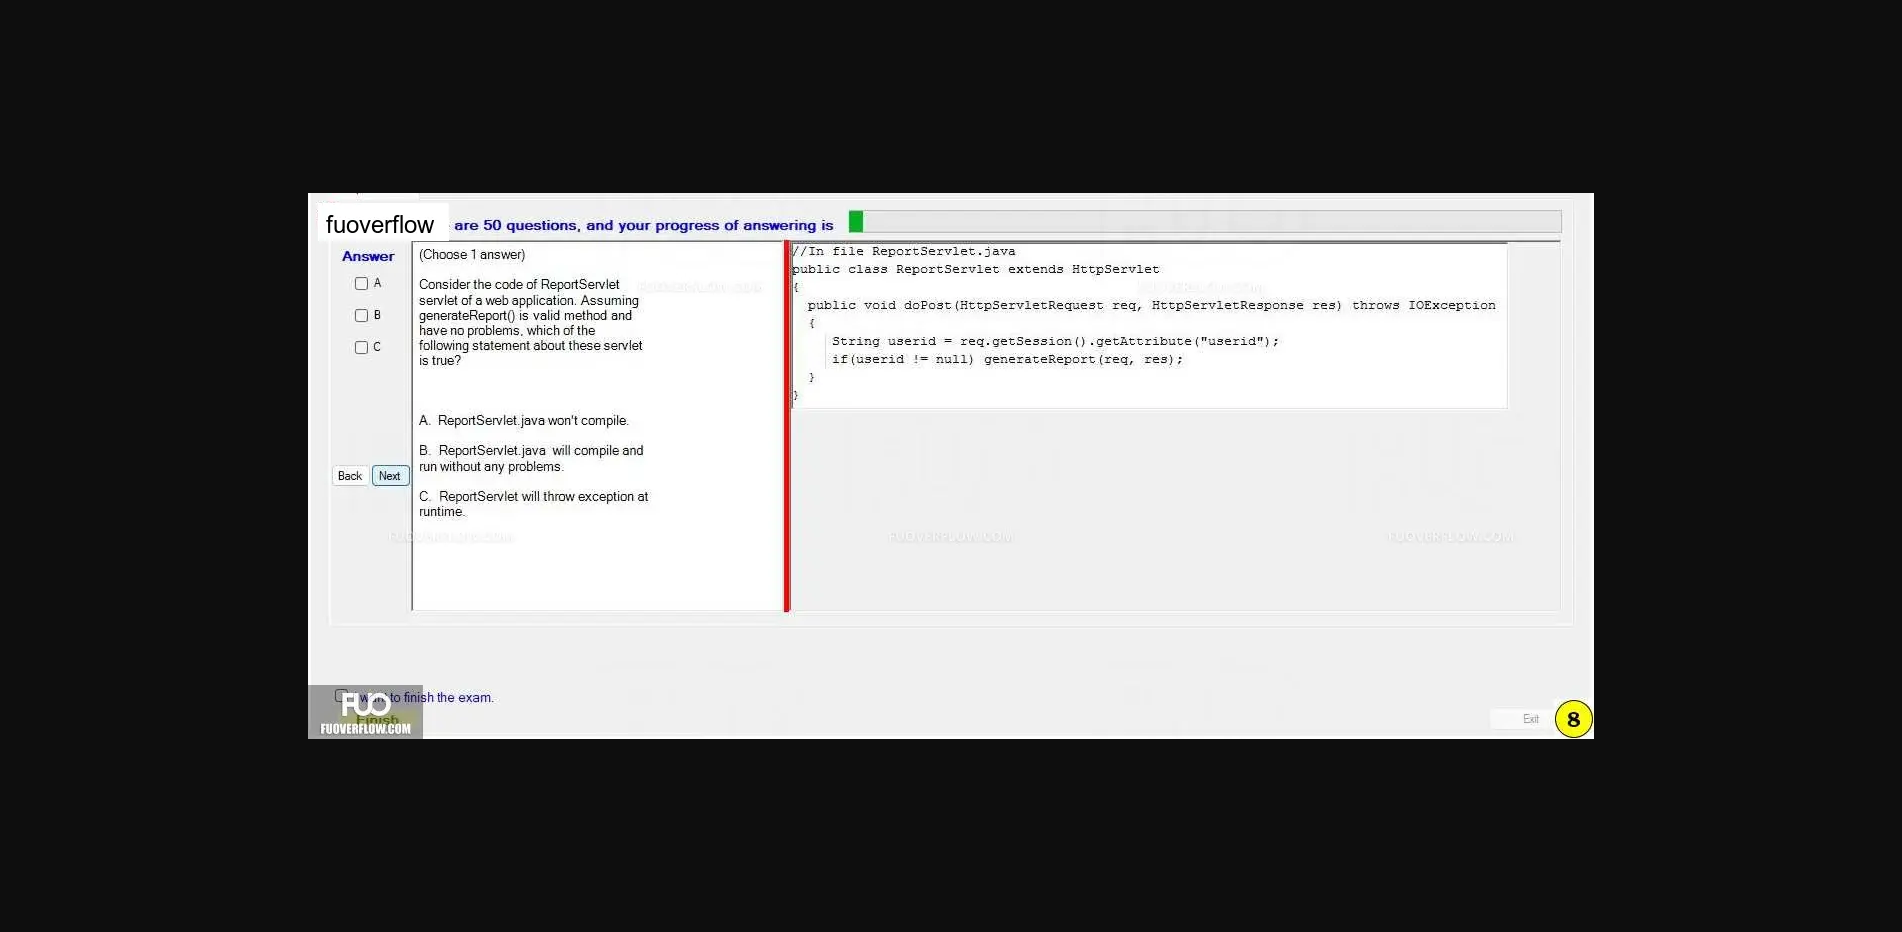 fuoverflow are 50 questions, and your progress of answering is
Answer
A
B
C
Back Next
(Choose 1 answer)
Consider the code of ReportServlet
servlet of a web application. Assuming
generateReport() is valid method and
have no problems, which of the
following statement about these servlet
is true?
A. ReportServlet.java won't compile.
B. ReportServlet.java will compile and
run without any problems.
C. ReportServlet will throw exception at
runtime.
//In file ReportServlet.java
public class ReportServlet extends HttpServlet
{
public void doPost(HttpServletRequest req, HttpServletResponse res) throws IOException
{
String userid = req.getSession().getAttribute("userid");
if(userid != null) generateReport(req, res);
}
}
FUOVERFLOW.COM
FUOVERFLOW.COM
FUOVERFLOW.COM
FUOVERFLOW.COM
FUOVERFLOW.COM
I want to finish the exam.
FUO
Finish
FUOVERFLOW.COM
Exit
8